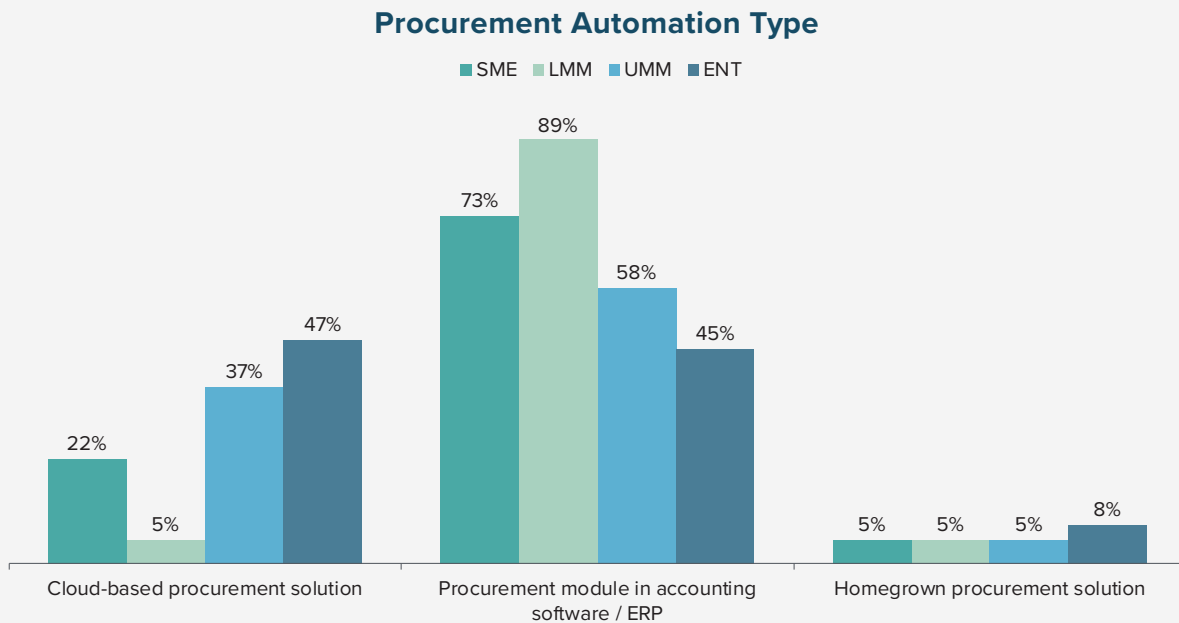 Procurement Automation Type
SME LMM UMM ENT
89%
73%
58%
47%
45%
37%
22%
5%
5% 5% 5% 8%
Cloud-based procurement solution
Procurement module in accounting
software / ERP
Homegrown procurement solution